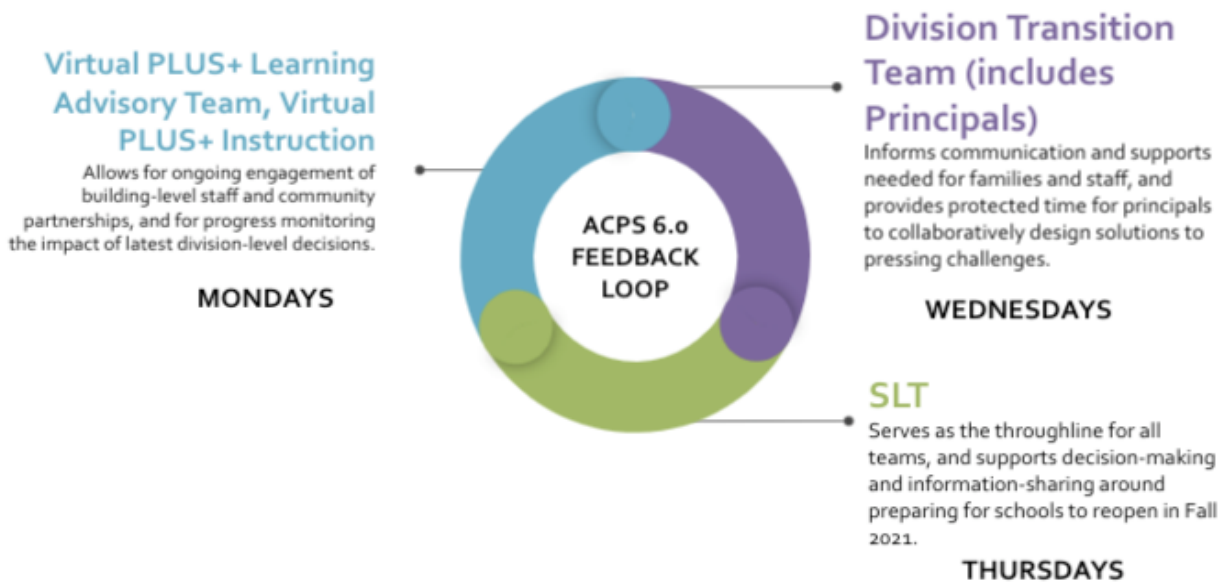 Virtual PLUS+ Learning
Advisory Team, Virtual
PLUS+ Instruction
Allows for ongoing engagement of
building-level staff and community
partnerships, and for progress monitoring
the impact of latest division-level decisions.
MONDAYS
ACPS 6.0
FEEDBACK
LOOP
Division Transition
Team (includes
Principals)
Informs communication and supports
needed for families and staff, and
provides protected time for principals
to collaboratively design solutions to
pressing challenges.
WEDNESDAYS
SLT
Serves as the throughline for all
teams, and supports decision-making
and information-sharing around
preparing for schools to reopen in Fall
2021.
THURSDAYS